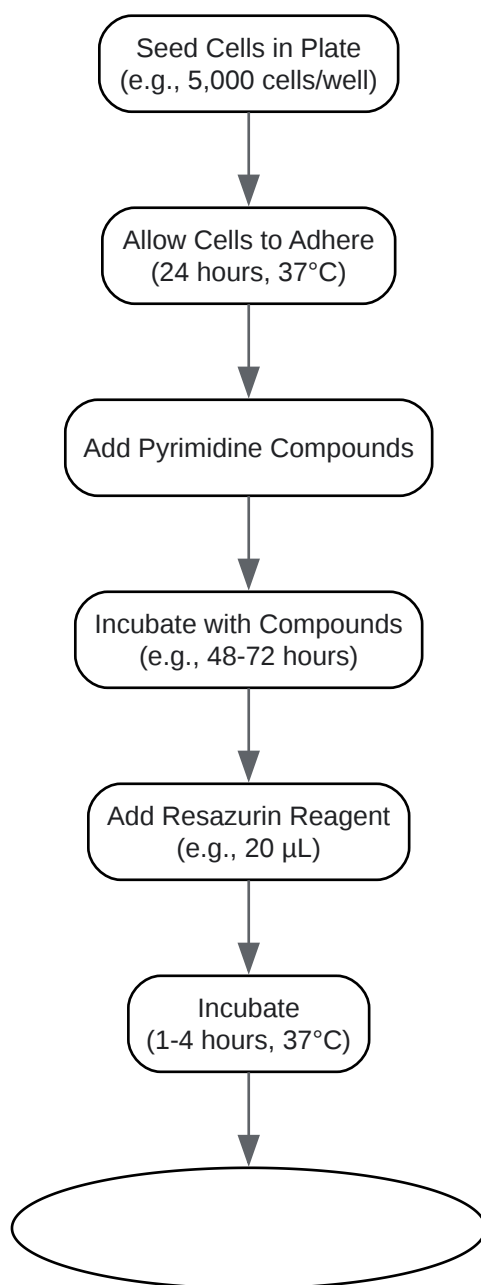 Seed Cells in Plate
(e.g., 5,000 cells/well)
Allow Cells to Adhere
(24 hours, 37°C)
Add Pyrimidine Compounds
Incubate with Compounds
(e.g., 48-72 hours)
Add Resazurin Reagent
(e.g., 20 µL)
Incubate
(1-4 hours, 37°C)